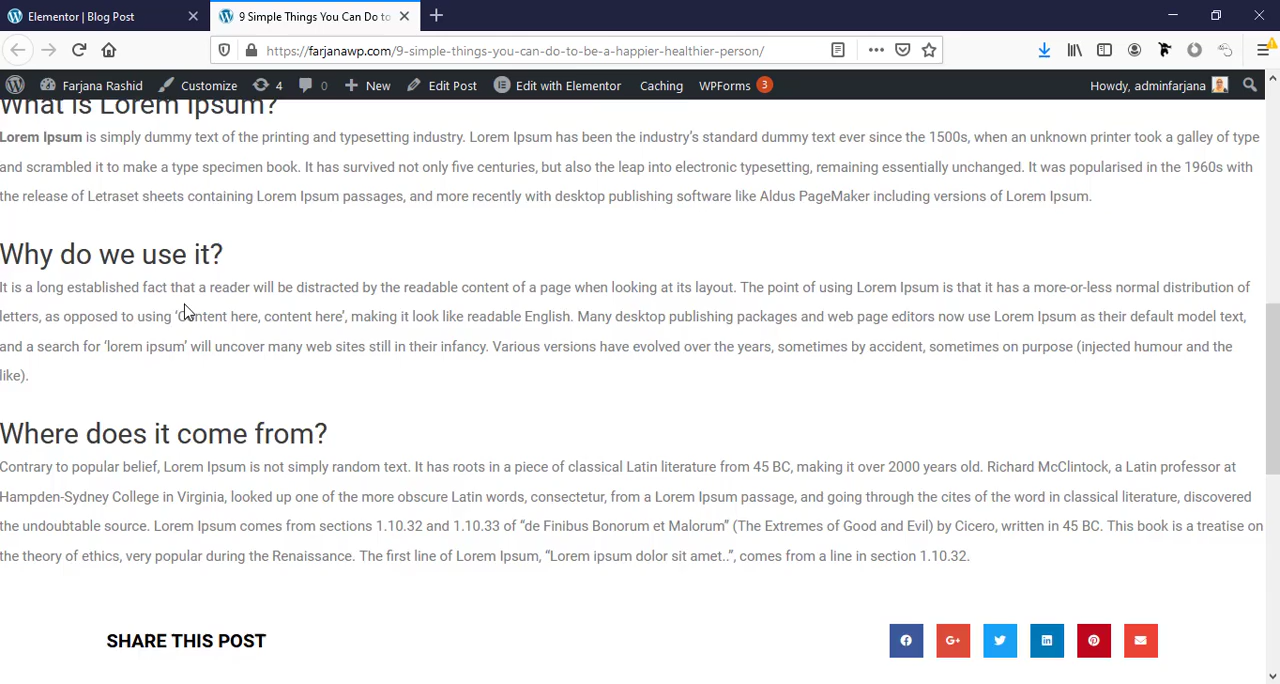 Elementor | Blog Post
9 Simple Things You Can Do to
https://farjanawp.com/9-simple-things-you-can-do-to-be-a-happier-healthier-person/
Farjana Rashid Customize 4 0 New Edit Post Edit with Elementor Caching WPForms 3 Howdy, adminfarjana
What is Lorem Ipsum?
Lorem Ipsum is simply dummy text of the printing and typesetting industry. Lorem Ipsum has been the industry’s standard dummy text ever since the 1500s, when an unknown printer took a galley of type
and scrambled it to make a type specimen book. It has survived not only five centuries, but also the leap into electronic typesetting, remaining essentially unchanged. It was popularised in the 1960s with
the release of Letraset sheets containing Lorem Ipsum passages, and more recently with desktop publishing software like Aldus PageMaker including versions of Lorem Ipsum.
Why do we use it?
It is a long established fact that a reader will be distracted by the readable content of a page when looking at its layout. The point of using Lorem Ipsum is that it has a more-or-less normal distribution of
letters, as opposed to using ‘Content here, content here’, making it look like readable English. Many desktop publishing packages and web page editors now use Lorem Ipsum as their default model text,
and a search for ‘lorem ipsum’ will uncover many web sites still in their infancy. Various versions have evolved over the years, sometimes by accident, sometimes on purpose (injected humour and the
like).
Where does it come from?
Contrary to popular belief, Lorem Ipsum is not simply random text. It has roots in a piece of classical Latin literature from 45 BC, making it over 2000 years old. Richard McClintock, a Latin professor at
Hampden-Sydney College in Virginia, looked up one of the more obscure Latin words, consectetur, from a Lorem Ipsum passage, and going through the cites of the word in classical literature, discovered
the undoubtable source. Lorem Ipsum comes from sections 1.10.32 and 1.10.33 of “de Finibus Bonorum et Malorum” (The Extremes of Good and Evil) by Cicero, written in 45 BC. This book is a treatise on
the theory of ethics, very popular during the Renaissance. The first line of Lorem Ipsum, “Lorem ipsum dolor sit amet..”, comes from a line in section 1.10.32.
SHARE THIS POST